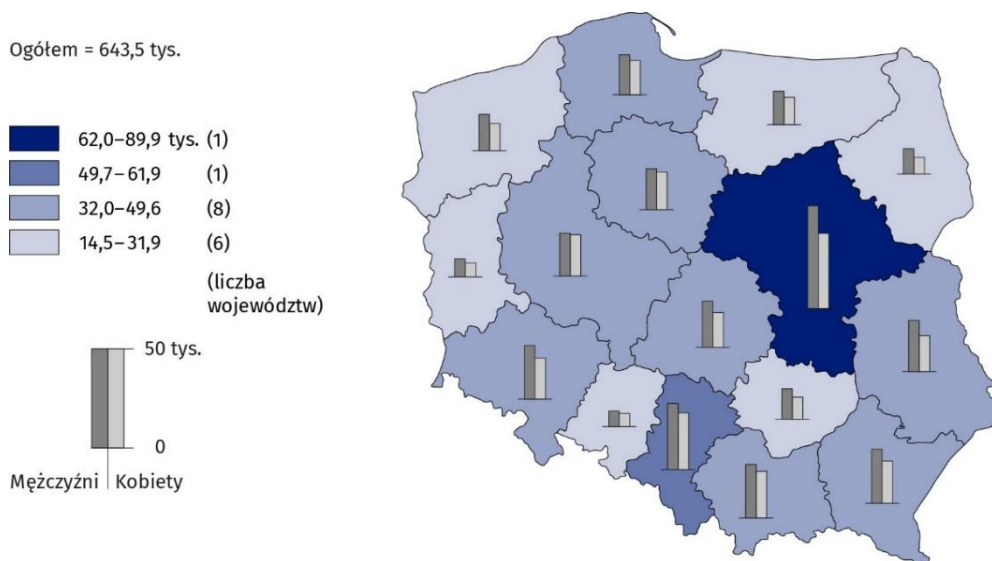 Ogółem = 643,5 tys.
62,0–89,9 tys. (1)
49,7–61,9 (1)
32,0–49,6 (8)
14,5–31,9 (6)
(liczba
województw)
50 tys.
0
Mężczyźni Kobiety